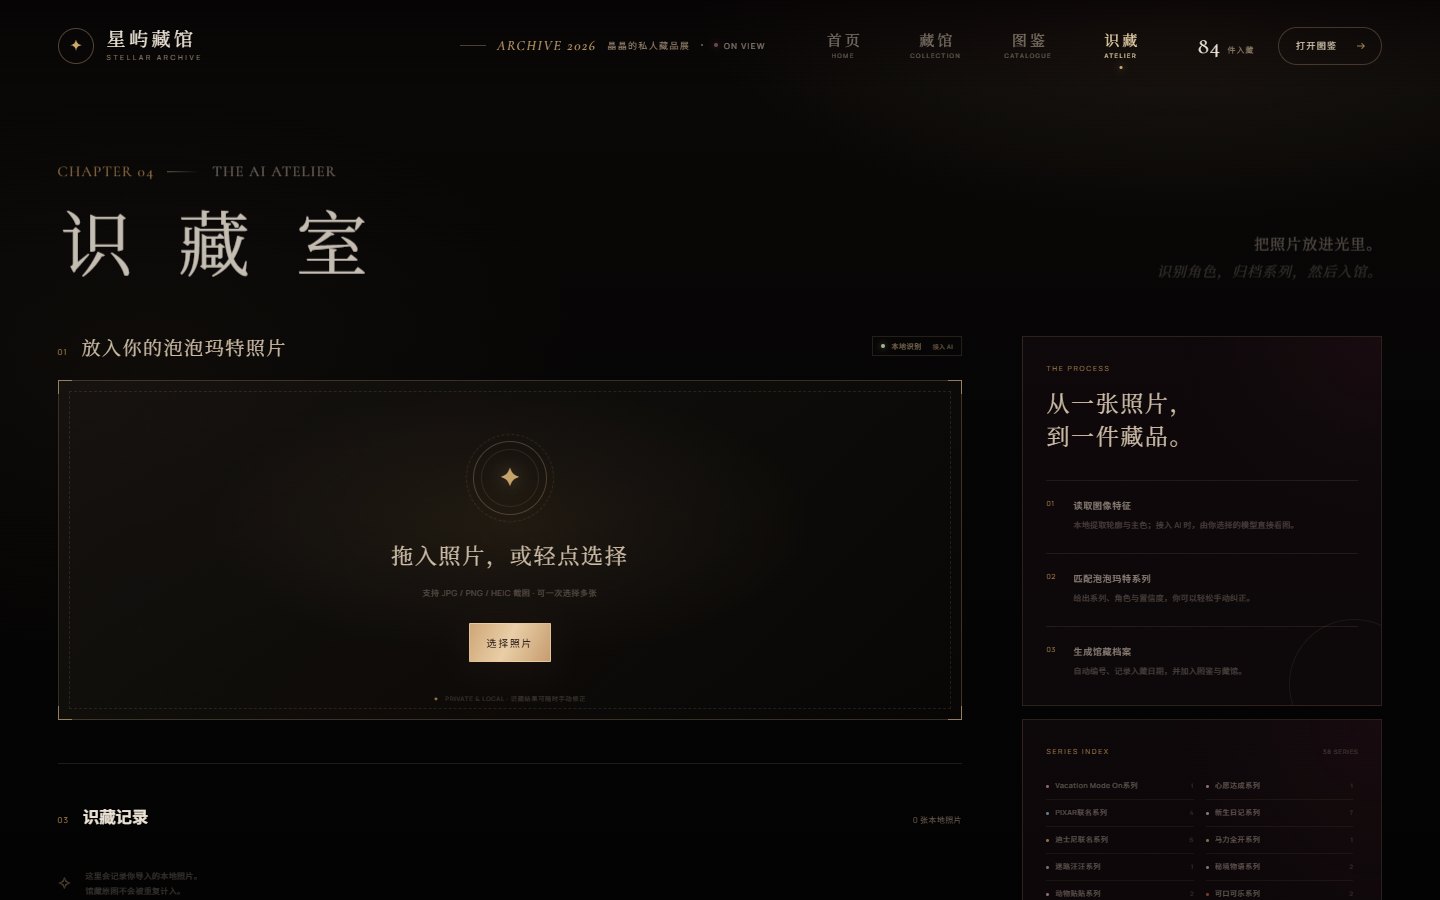 星屿藏馆
STELLAR ARCHIVE
ARCHIVE 2026 晶晶的私人藏品展 · ON VIEW
首页
HOME
藏馆
COLLECTION
图鉴
CATALOGUE
识藏
ATELIER
84 件入藏
打开图鉴 →
CHAPTER 04 — THE AI ATELIER
识藏室
把照片放进光里。
识别角色，归档系列，然后入馆。
01 放入你的泡泡玛特照片
本地识别 接入 AI
拖入照片，或轻点选择
支持 JPG / PNG / HEIC 截图 · 可一次选择多张
选择照片
PRIVATE & LOCAL · 识藏结果可随时手动修正
THE PROCESS
从一张照片，
到一件藏品。
01 读取图像特征
本地提取轮廓与主色；接入 AI 时，由你选择的模型直接看图。
02 匹配泡泡玛特系列
给出系列、角色与置信度，你可以轻松手动纠正。
03 生成馆藏档案
自动编号、记录入藏日期，并加入图鉴与藏馆。
03 识藏记录
0 张本地照片
这里会记录你导入的本地照片。
馆藏原图不会被重复计入。
SERIES INDEX
38 SERIES
Vacation Mode On系列 1
心愿达成系列 1
PIXAR联名系列
新生日记系列 7
迪士尼联名系列
马力全开系列 1
迷路汪汪系列 1
秘境物语系列 2
动物贴贴系列 2
可口可乐系列 2